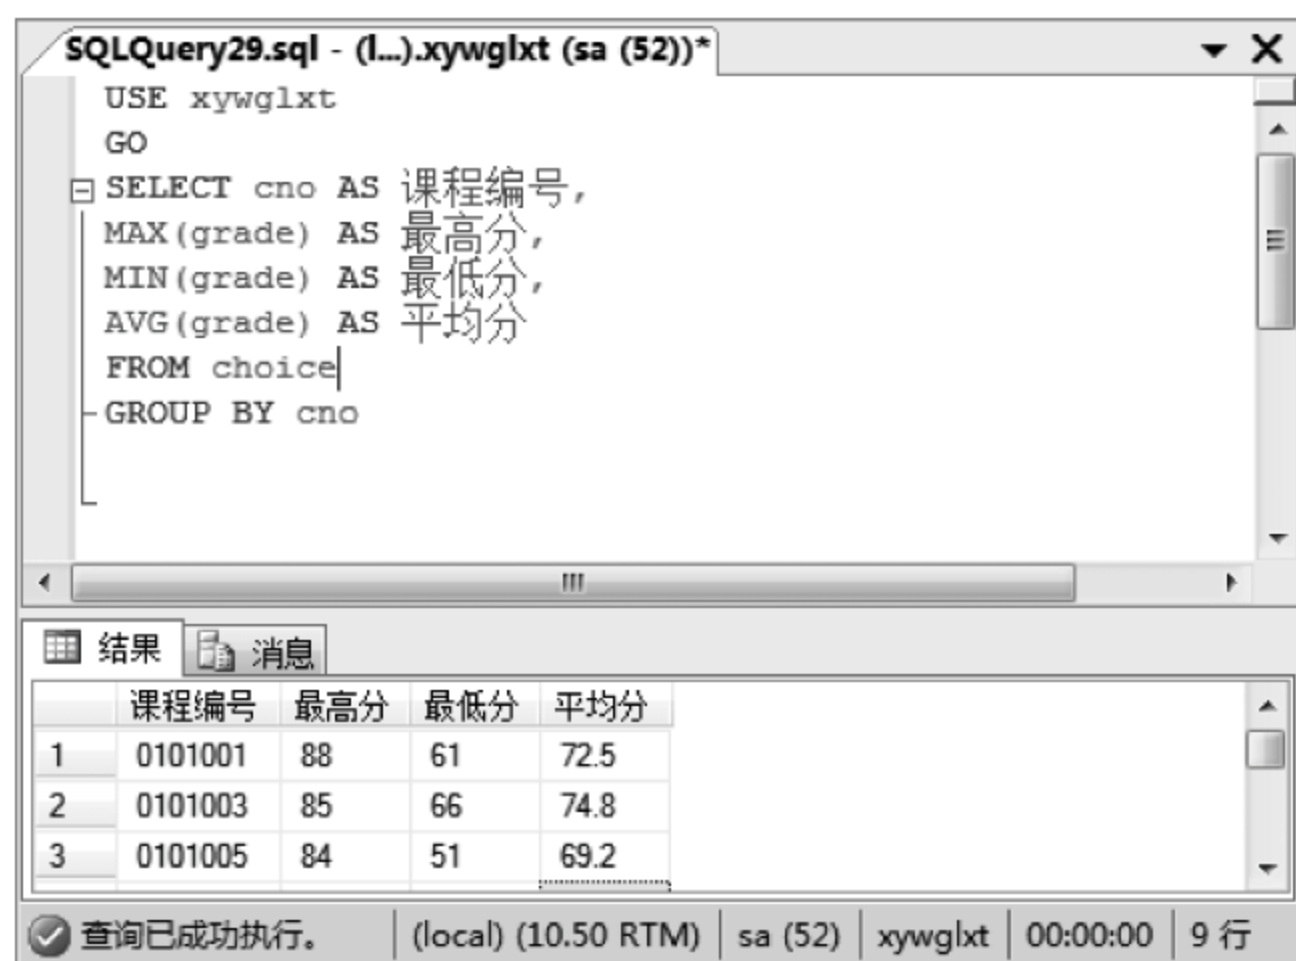 SQLQuery29.sql - (l...).xywglxt (sa (52))*
USE xywglxt
GO
SELECT cno AS 课程编号,
MAX(grade) AS 最高分,
MIN(grade) AS 最低分,
AVG(grade) AS 平均分
FROM choice
GROUP BY cno
结果 消息
课程编号 最高分 最低分 平均分
1 0101001 88 61 72.5
2 0101003 85 66 74.8
3 0101005 84 51 69.2
查询已成功执行。 (local) (10.50 RTM) sa (52) xywglxt 00:00:00 9 行